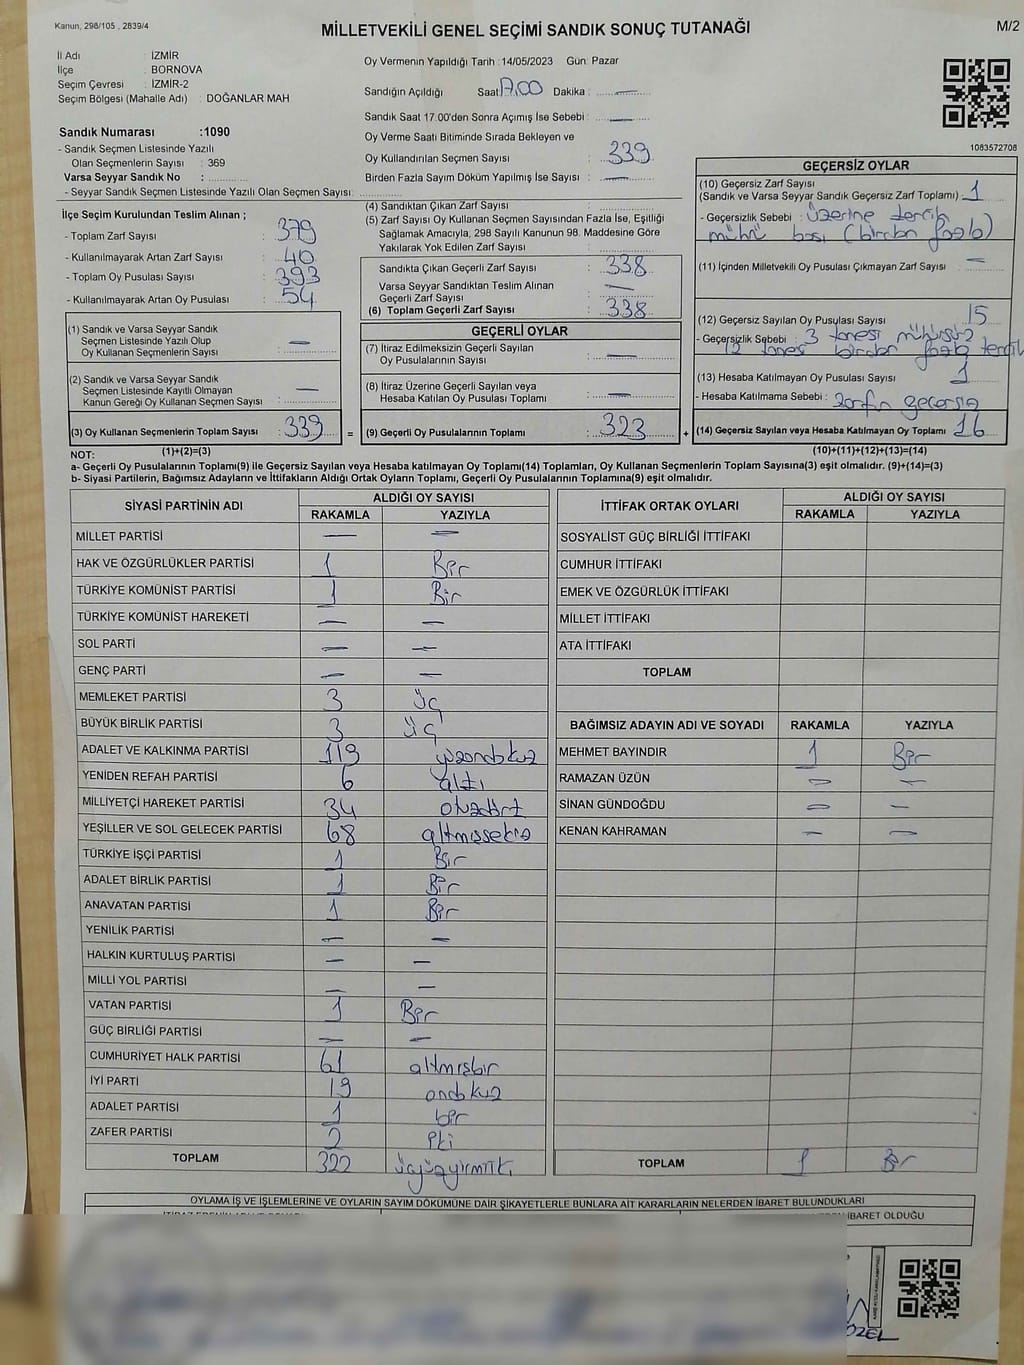 Kanun, 298/105 , 2839/4
MİLLETVEKİLİ GENEL SEÇİMİ SANDIK SONUÇ TUTANAĞI
M/2
İl Adı : İZMİR
İlçe : BORNOVA
Seçim Çevresi : İZMİR-2
Seçim Bölgesi (Mahalle Adı) : DOĞANLAR MAH
Sandık Numarası :1090
- Sandık Seçmen Listesinde Yazılı
Olan Seçmenlerin Sayısı : 369
Varsa Seyyar Sandık No :
- Seyyar Sandık Seçmen Listesinde Yazılı Olan Seçmen Sayısı:
Oy Vermenin Yapıldığı Tarih :14/05/2023 Gün: Pazar
Sandığın Açıldığı Saat: 17.00 Dakika : —
Sandık Saat 17.00'den Sonra Açımış İse Sebebi : —
Oy Verme Saati Bitiminde Sırada Bekleyen ve
Oy Kullandırılan Seçmen Sayısı : 339
Birden Fazla Sayım Döküm Yapılmış İse Sayısı : —
1083572708
İlçe Seçim Kurulundan Teslim Alınan ;
- Toplam Zarf Sayısı : 379
- Kullanılmayarak Artan Zarf Sayısı : 40
- Toplam Oy Pusulası Sayısı : 393
- Kullanılmayarak Artan Oy Pusulası : 54
(4) Sandıktan Çıkan Zarf Sayısı :
(5) Zarf Sayısı Oy Kullanan Seçmen Sayısından Fazla İse, Eşitliği
Sağlamak Amacıyla, 298 Sayılı Kanunun 98. Maddesine Göre
Yakılarak Yok Edilen Zarf Sayısı :
Sandıkta Çıkan Geçerli Zarf Sayısı : 338
Varsa Seyyar Sandıktan Teslim Alınan
Geçerli Zarf Sayısı : —
(6) Toplam Geçerli Zarf Sayısı : 338
GEÇERSİZ OYLAR
(10) Geçersiz Zarf Sayısı
(Sandık ve Varsa Seyyar Sandık Geçersiz Zarf Toplamı) : 1
- Geçersizlik Sebebi : üzerine tercih
mührü bası (birden fazla)
(11) İçinden Milletvekili Oy Pusulası Çıkmayan Zarf Sayısı : —
(12) Geçersiz Sayılan Oy Pusulası Sayısı 15
- Geçersizlik Sebebi : 3 tanesi mühürsüz
12 tanesi birden fazla tercih
(13) Hesaba Katılmayan Oy Pusulası Sayısı : 1
- Hesaba Katılmama Sebebi : zarfın geçersiz
(14) Geçersiz Sayılan veya Hesaba Katılmayan Oy Toplamı : 16
(10)+(11)+(12)+(13)=(14)
(1) Sandık ve Varsa Seyyar Sandık
Seçmen Listesinde Yazılı Olup
Oy Kullanan Seçmenlerin Sayısı : —
(2) Sandık ve Varsa Seyyar Sandık
Seçmen Listesinde Kayıtlı Olmayan
Kanun Gereği Oy Kullanan Seçmen Sayısı : —
(3) Oy Kullanan Seçmenlerin Toplam Sayısı : 339 =
(1)+(2)=(3)
GEÇERLİ OYLAR
(7) İtiraz Edilmeksizin Geçerli Sayılan
Oy Pusulalarının Sayısı : —
(8) İtiraz Üzerine Geçerli Sayılan veya
Hesaba Katılan Oy Pusulası Toplamı : —
(9) Geçerli Oy Pusulalarının Toplamı : 323 +
NOT:
a- Geçerli Oy Pusulalarının Toplamı(9) ile Geçersiz Sayılan veya Hesaba katılmayan Oy Toplamı(14) Toplamları, Oy Kullanan Seçmenlerin Toplam Sayısına(3) eşit olmalıdır. (9)+(14)=(3)
b- Siyasi Partilerin, Bağımsız Adayların ve İttifakların Aldığı Ortak Oyların Toplamı, Geçerli Oy Pusulalarının Toplamına(9) eşit olmalıdır.
SİYASİ PARTİNİN ADI ALDIĞI OY SAYISI
RAKAMLA YAZIYLA
MİLLET PARTİSİ — —
HAK VE ÖZGÜRLÜKLER PARTİSİ 1 Bir
TÜRKİYE KOMÜNİST PARTİSİ 1 Bir
TÜRKİYE KOMÜNİST HAREKETİ — —
SOL PARTİ — —
GENÇ PARTİ — —
MEMLEKET PARTİSİ 3 üç
BÜYÜK BİRLİK PARTİSİ 3 üç
ADALET VE KALKINMA PARTİSİ 119 yüzondokuz
YENİDEN REFAH PARTİSİ 6 altı
MİLLİYETÇİ HAREKET PARTİSİ 34 otuzdört
YEŞİLLER VE SOL GELECEK PARTİSİ 68 altmışsekiz
TÜRKİYE İŞÇİ PARTİSİ 1 Bir
ADALET BİRLİK PARTİSİ 1 Bir
ANAVATAN PARTİSİ 1 Bir
YENİLİK PARTİSİ — —
HALKIN KURTULUŞ PARTİSİ — —
MİLLİ YOL PARTİSİ — —
VATAN PARTİSİ 1 Bir
GÜÇ BİRLİĞİ PARTİSİ — —
CUMHURİYET HALK PARTİSİ 61 altmışbir
İYİ PARTİ 19 ondokuz
ADALET PARTİSİ 1 bir
ZAFER PARTİSİ 2 iki
TOPLAM 322 üçyüzyirmiiki
İTTİFAK ORTAK OYLARI ALDIĞI OY SAYISI
RAKAMLA YAZIYLA
SOSYALİST GÜÇ BİRLİĞİ İTTİFAKI
CUMHUR İTTİFAKI
EMEK VE ÖZGÜRLÜK İTTİFAKI
MİLLET İTTİFAKI
ATA İTTİFAKI
TOPLAM
BAĞIMSIZ ADAYIN ADI VE SOYADI RAKAMLA YAZIYLA
MEHMET BAYINDIR 1 Bir
RAMAZAN ÜZÜN — —
SİNAN GÜNDOĞDU — —
KENAN KAHRAMAN — —
TOPLAM 1 Bir
OYLAMA İŞ VE İŞLEMLERİNE VE OYLARIN SAYIM DÖKÜMÜNE DAİR ŞİKAYETLERLE BUNLARA AİT KARARLARIN NELERDEN İBARET BULUNDUKLARI
İBARET OLDUĞU
ÖZEL